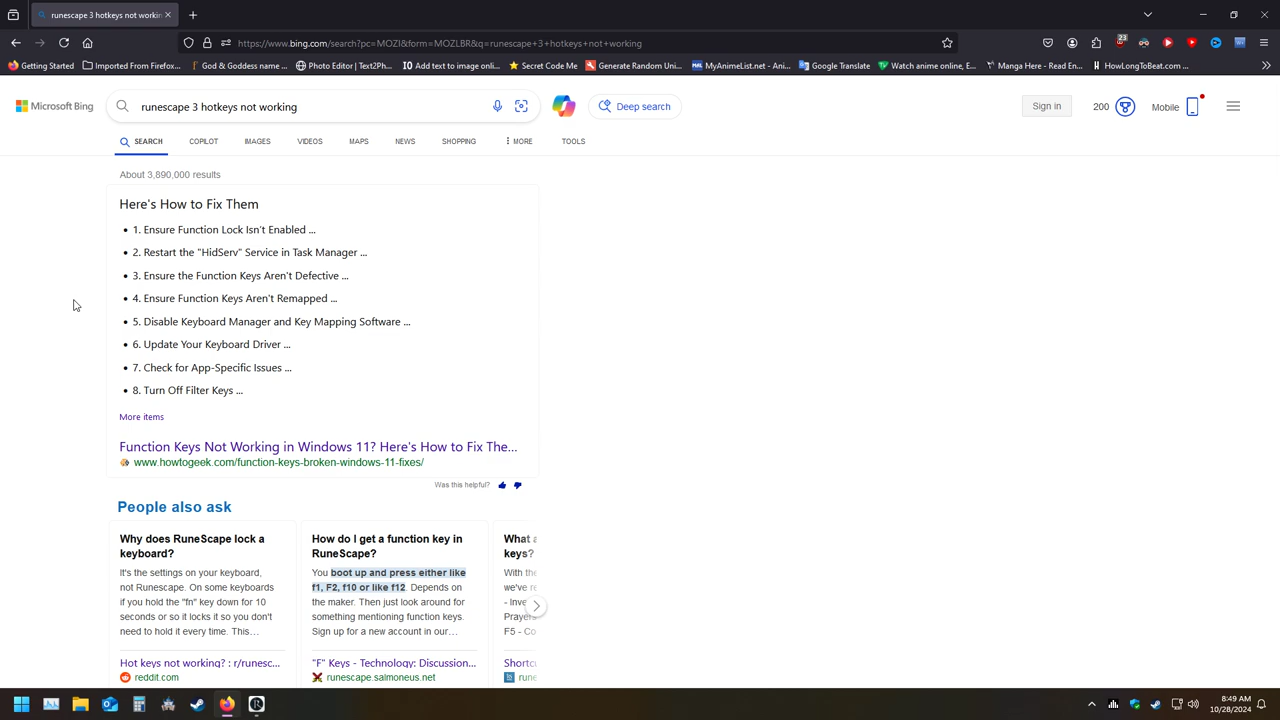 runescape 3 hotkeys not workin
https://www.bing.com/search?pc=MOZI&form=MOZLBR&q=runescape+3+hotkeys+not+working
23
Getting Started
Imported From Firefox...
God & Goddess name ...
Photo Editor | Text2Ph...
Add text to image onli...
Secret Code Me
Generate Random Uni...
MyAnimeList.net - Ani...
Google Translate
Watch anime online, E...
Manga Here - Read En...
HowLongToBeat.com ...
Microsoft Bing
runescape 3 hotkeys not working
Deep search
Sign in
200
Mobile
SEARCH
COPILOT
IMAGES
VIDEOS
MAPS
NEWS
SHOPPING
MORE
TOOLS
About 3,890,000 results
Here's How to Fix Them
• 1. Ensure Function Lock Isn't Enabled ...
• 2. Restart the "HidServ" Service in Task Manager ...
• 3. Ensure the Function Keys Aren't Defective ...
• 4. Ensure Function Keys Aren't Remapped ...
• 5. Disable Keyboard Manager and Key Mapping Software ...
• 6. Update Your Keyboard Driver ...
• 7. Check for App-Specific Issues ...
• 8. Turn Off Filter Keys ...
More items
Function Keys Not Working in Windows 11? Here's How to Fix The...
www.howtogeek.com/function-keys-broken-windows-11-fixes/
Was this helpful?
People also ask
Why does RuneScape lock a
keyboard?
It's the settings on your keyboard,
not Runescape. On some keyboards
if you hold the "fn" key down for 10
seconds or so it locks it so you don't
need to hold it every time. This...
Hot keys not working? : r/runesc...
reddit.com
How do I get a function key in
RuneScape?
You boot up and press either like
f1, F2, f10 or like f12. Depends on
the maker. Then just look around for
something mentioning function keys.
Sign up for a new account in our...
"F" Keys - Technology: Discussion...
runescape.salmoneus.net
What a
keys?
With the
we've re
- Inve
Prayer
F5 - Co
Shortcu
rune
8:49 AM
10/28/2024